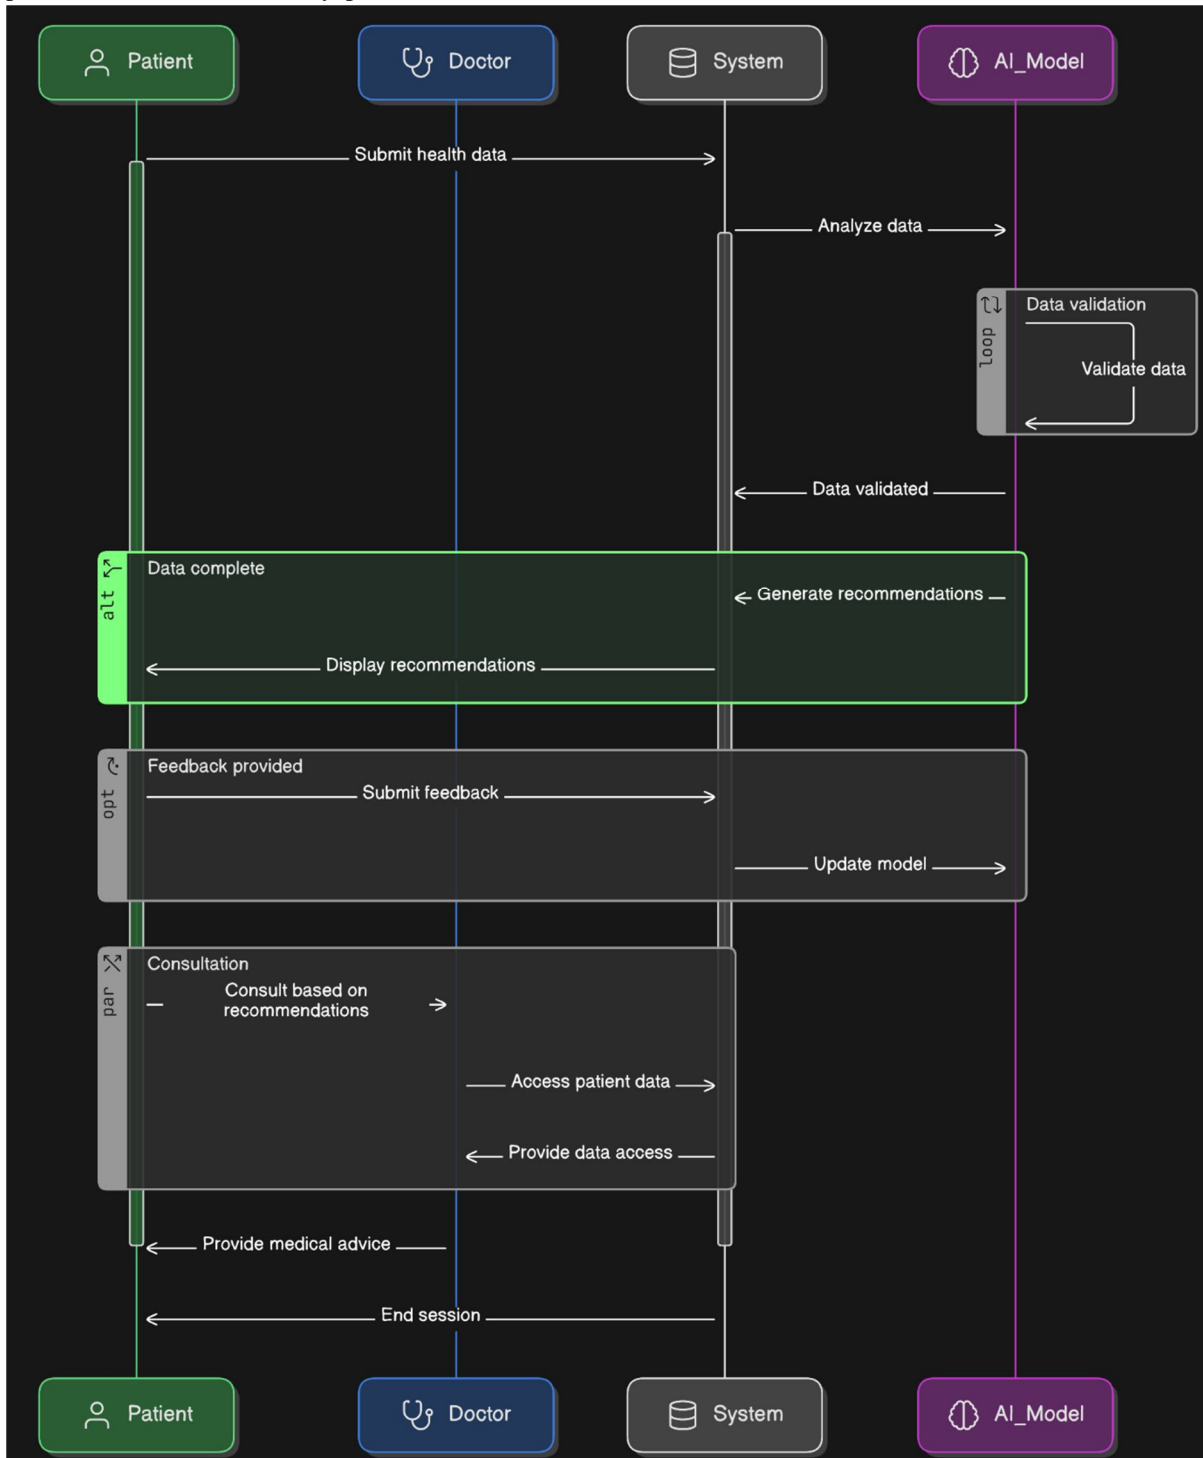 Patient
Doctor
System
AI_Model
Submit health data
Analyze data
loop
Data validation
Validate data
Data validated
alt
Data complete
Generate recommendations
Display recommendations
opt
Feedback provided
Submit feedback
Update model
par
Consultation
Consult based on
recommendations
Access patient data
Provide data access
Provide medical advice
End session
Patient
Doctor
System
AI_Model